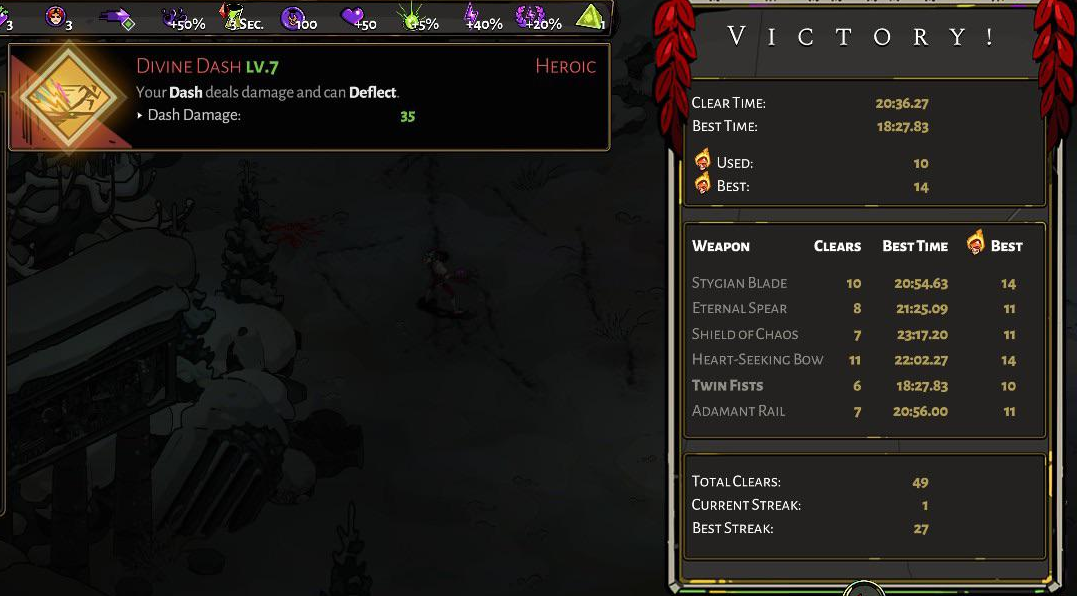 3 3 +50% 3 Sec. 100 +50 +5% +40% +20% 1
Divine Dash Lv.7 Heroic
Your Dash deals damage and can Deflect.
Dash Damage: 35
Victory!
Clear Time: 20:36.27
Best Time: 18:27.83
Used: 10
Best: 14
Weapon Clears Best Time Best
Stygian Blade 10 20:54.63 14
Eternal Spear 8 21:25.09 11
Shield of Chaos 7 23:17.20 11
Heart-Seeking Bow 11 22:02.27 14
Twin Fists 6 18:27.83 10
Adamant Rail 7 20:56.00 11
Total Clears: 49
Current Streak: 1
Best Streak: 27